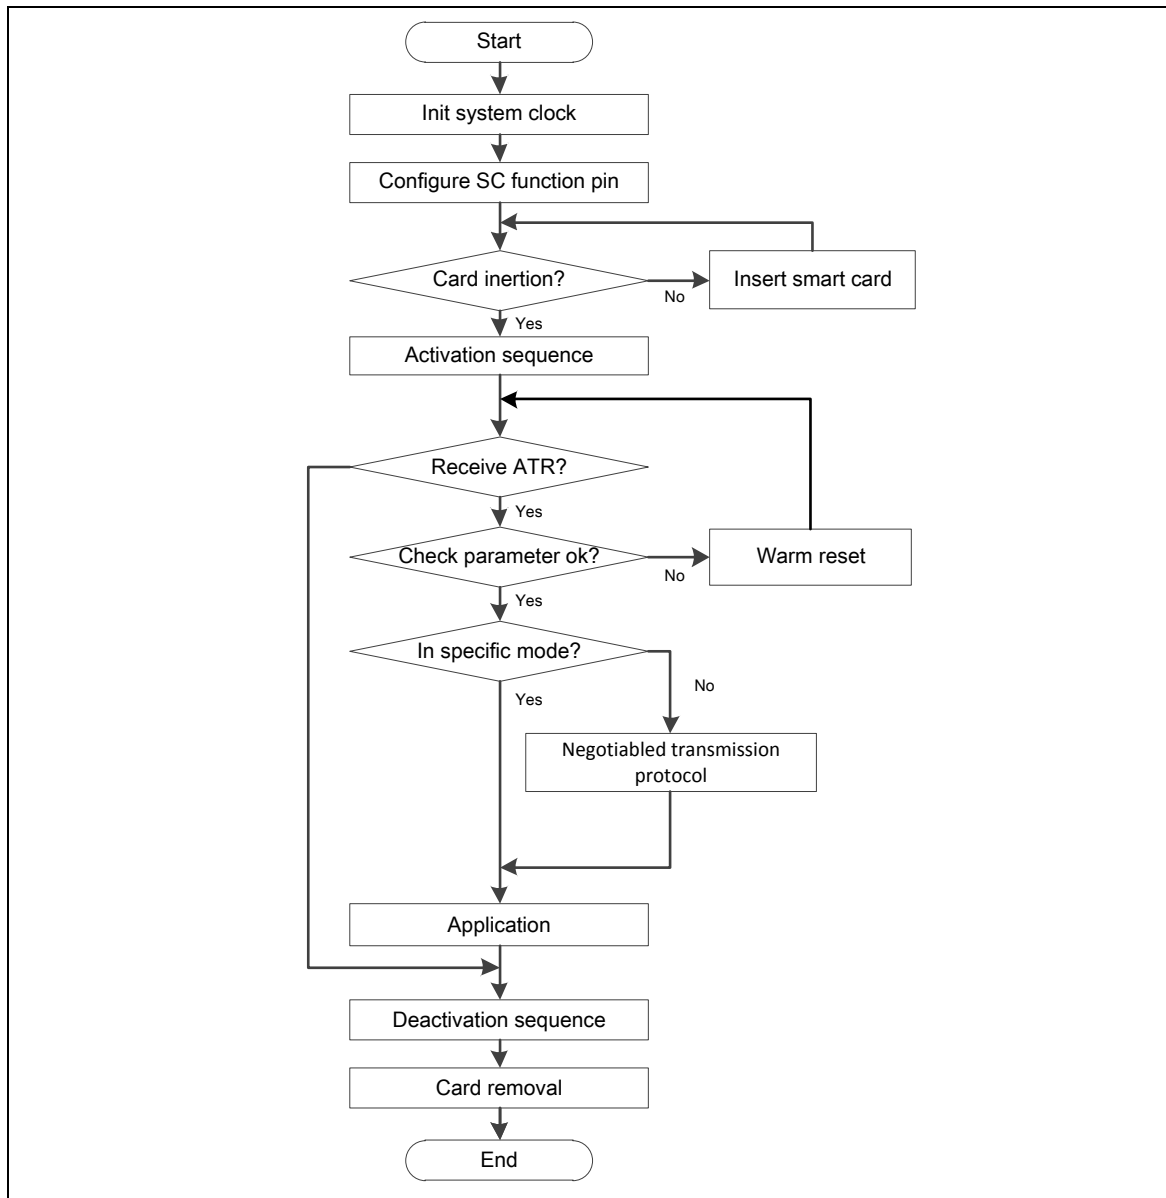 Start
Init system clock
Configure SC function pin
Card inertion?
No
Insert smart card
Yes
Activation sequence
Receive ATR?
Yes
Check parameter ok?
No
Warm reset
Yes
In specific mode?
No
Yes
Negotiabled transmission
protocol
Application
Deactivation sequence
Card removal
End